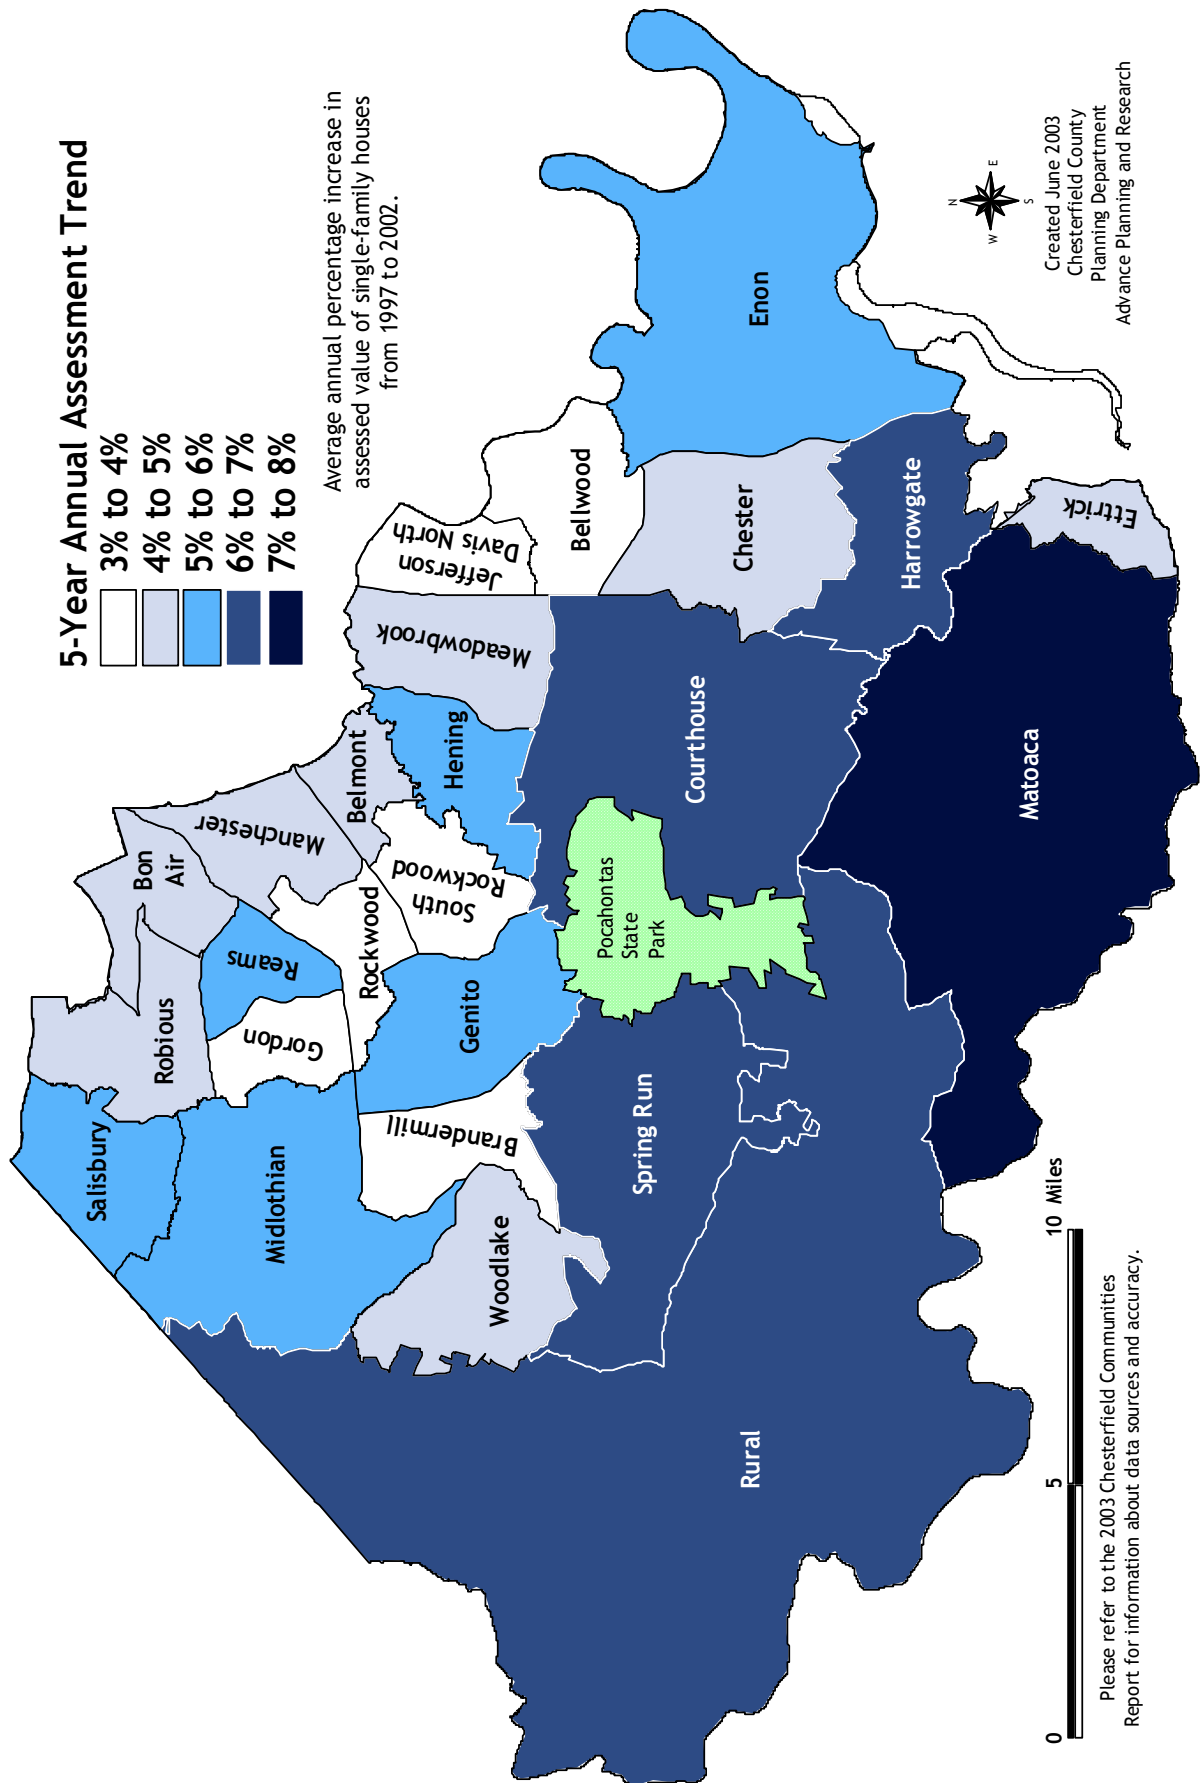 5-Year Annual Assessment Trend
3% to 4%
4% to 5%
5% to 6%
6% to 7%
7% to 8%
Average annual percentage increase in
assessed value of single-family houses
from 1997 to 2002.
Salisbury
Robious
Bon
Air
Manchester
Midlothian
Gordon
Reams
Rockwood
Belmont
Meadowbrook
Jefferson
Davis North
Brandermill
Genito
South
Rockwood
Hening
Woodlake
Bellwood
Spring Run
Pocahontas
State
Park
Courthouse
Chester
Enon
Rural
Harrowgate
Matoaca
Ettrick
N
W
E
S
Created June 2003
Chesterfield County
Planning Department
Advance Planning and Research
0
5
10 Miles
Please refer to the 2003 Chesterfield Communities
Report for information about data sources and accuracy.